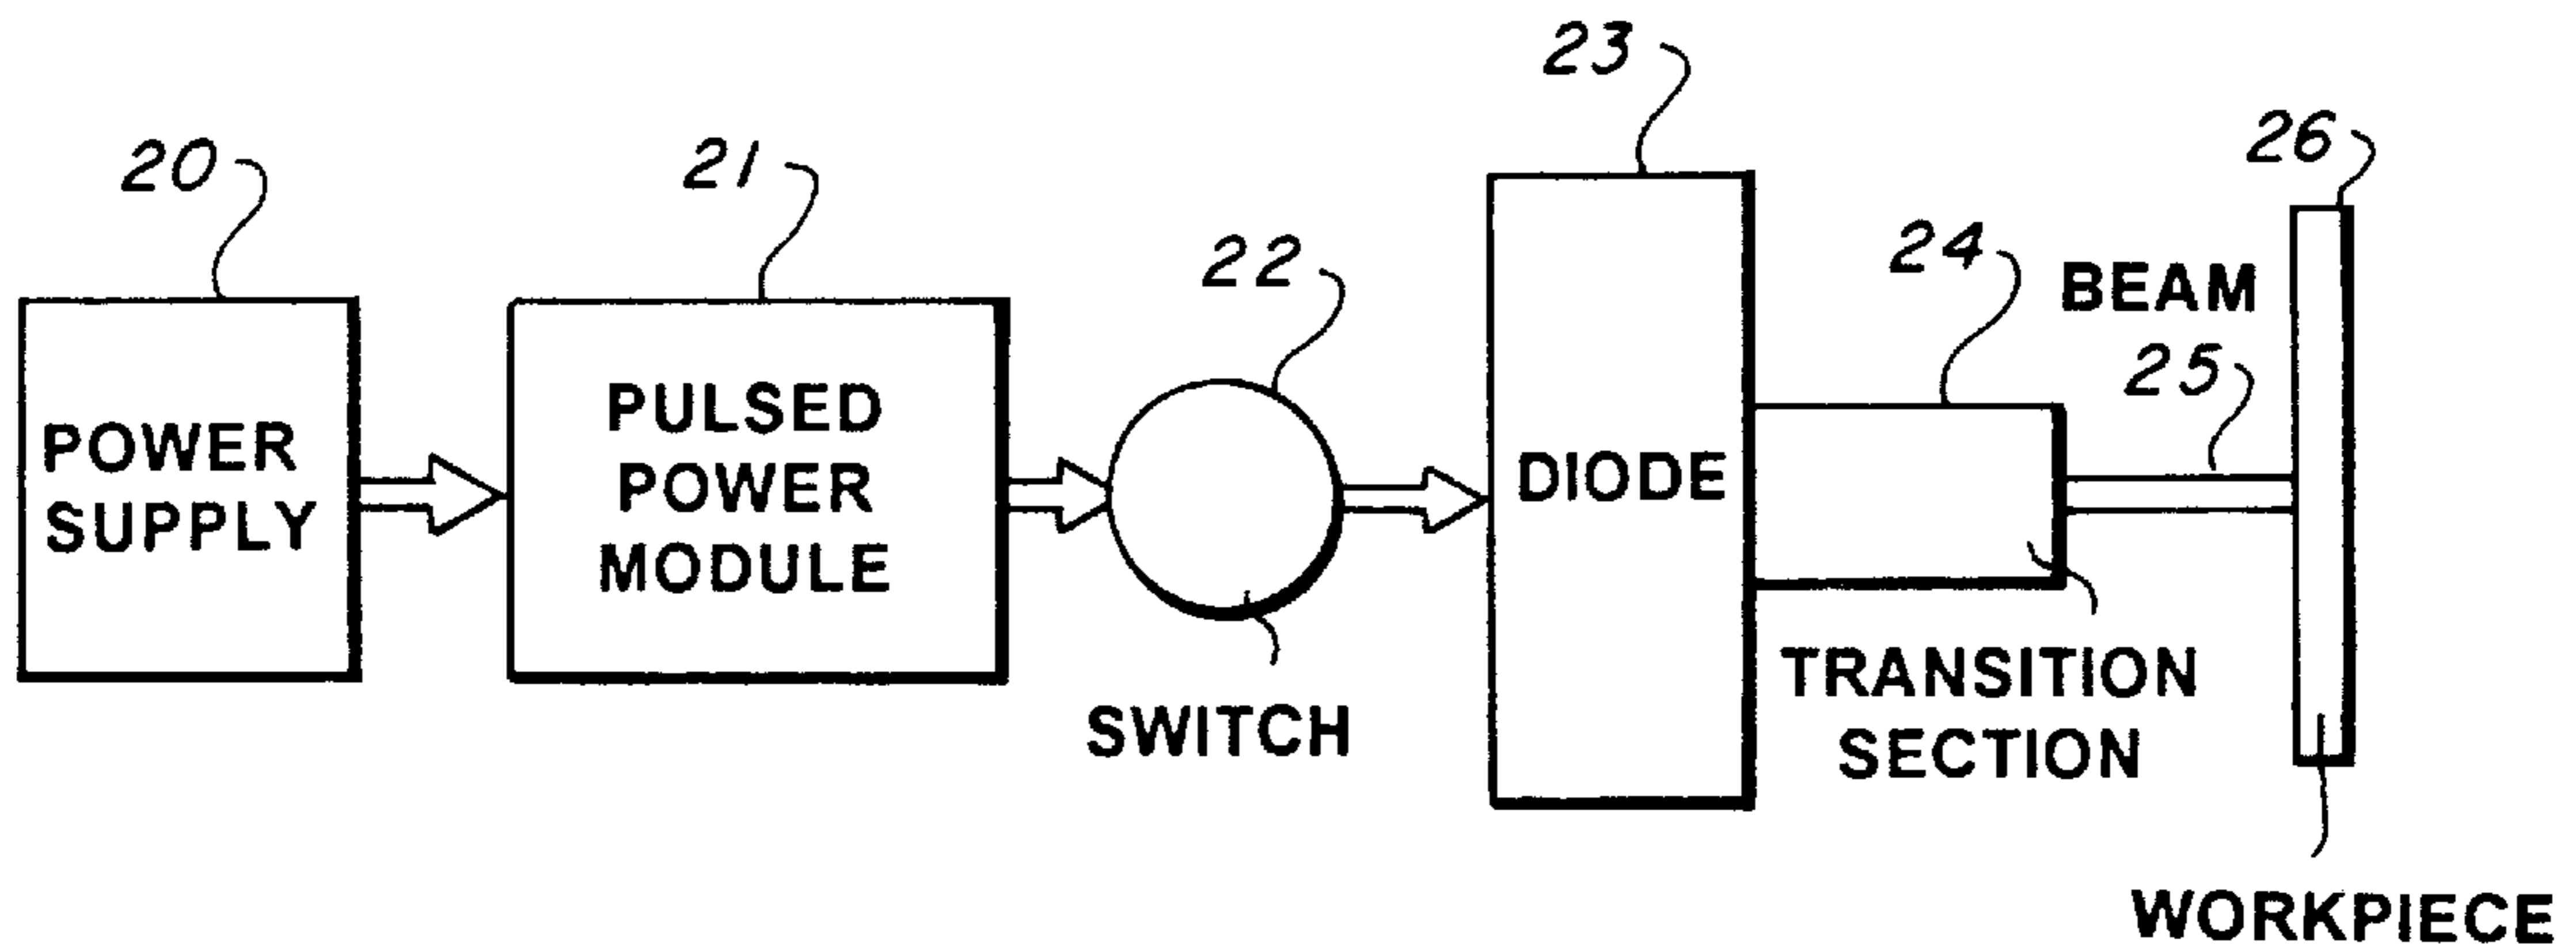 20
POWER
SUPPLY
21
PULSED
POWER
MODULE
22
SWITCH
23
DIODE
24
TRANSITION
SECTION
BEAM
25
26
WORKPIECE